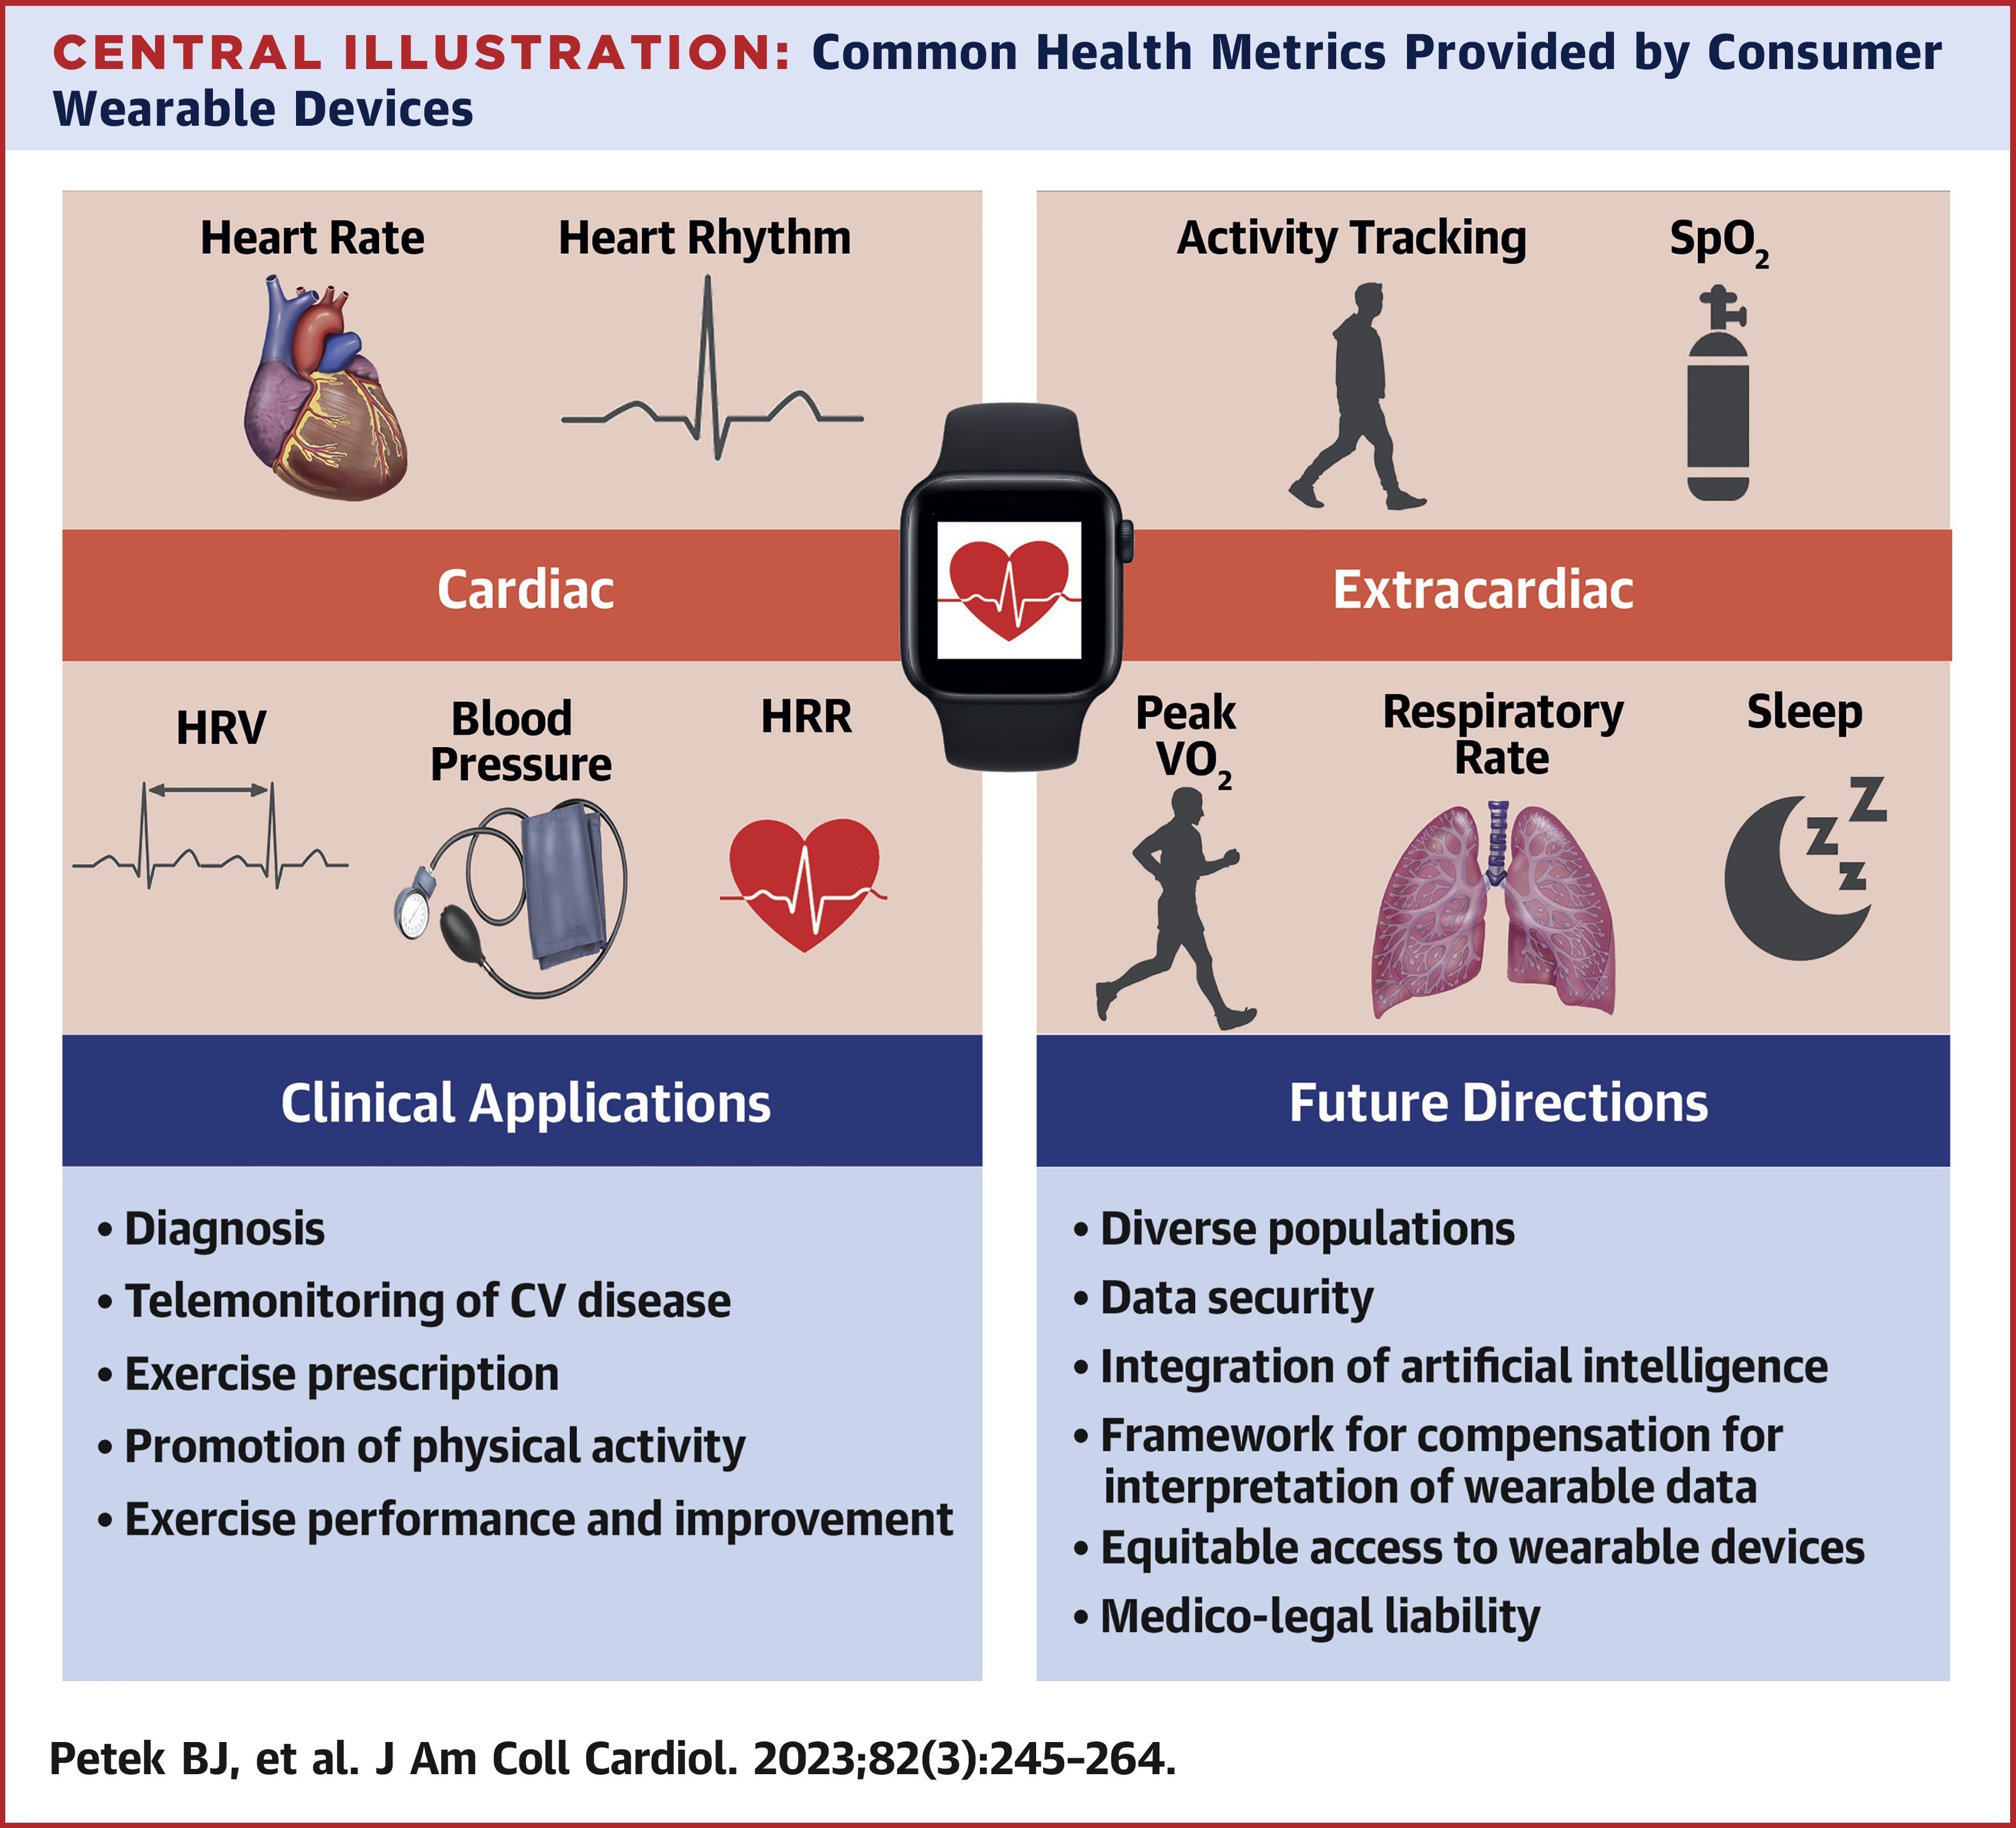 CENTRAL ILLUSTRATION: Common Health Metrics Provided by Consumer
Wearable Devices
Heart Rate
Heart Rhythm
Cardiac
HRV
Blood
Pressure
HRR
Activity Tracking
SpO₂
Extracardiac
Peak
VO₂
Respiratory
Rate
Sleep
Z
Z
Z
Clinical Applications
• Diagnosis
• Telemonitoring of CV disease
• Exercise prescription
• Promotion of physical activity
• Exercise performance and improvement
Future Directions
• Diverse populations
• Data security
• Integration of artificial intelligence
• Framework for compensation for
interpretation of wearable data
• Equitable access to wearable devices
• Medico-legal liability
Petek BJ, et al. J Am Coll Cardiol. 2023;82(3):245–264.